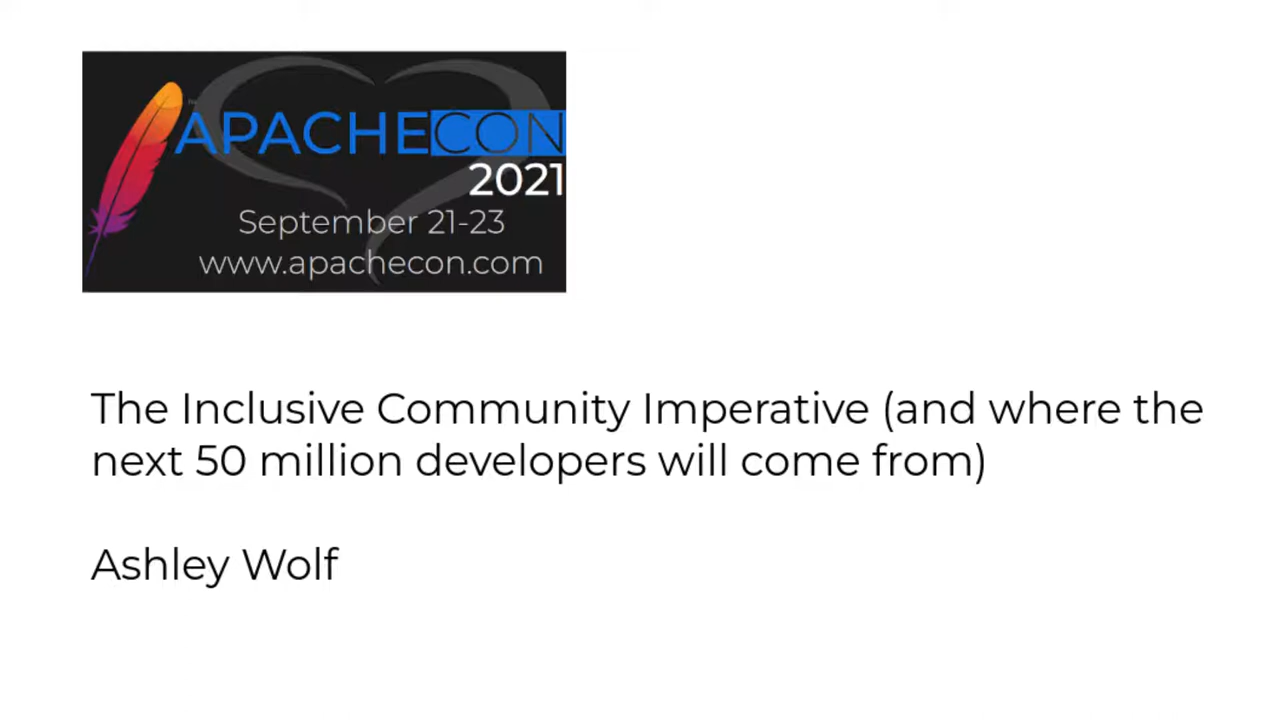 APACHECON
2021
September 21-23
www.apachecon.com
The Inclusive Community Imperative (and where the
next 50 million developers will come from)
Ashley Wolf